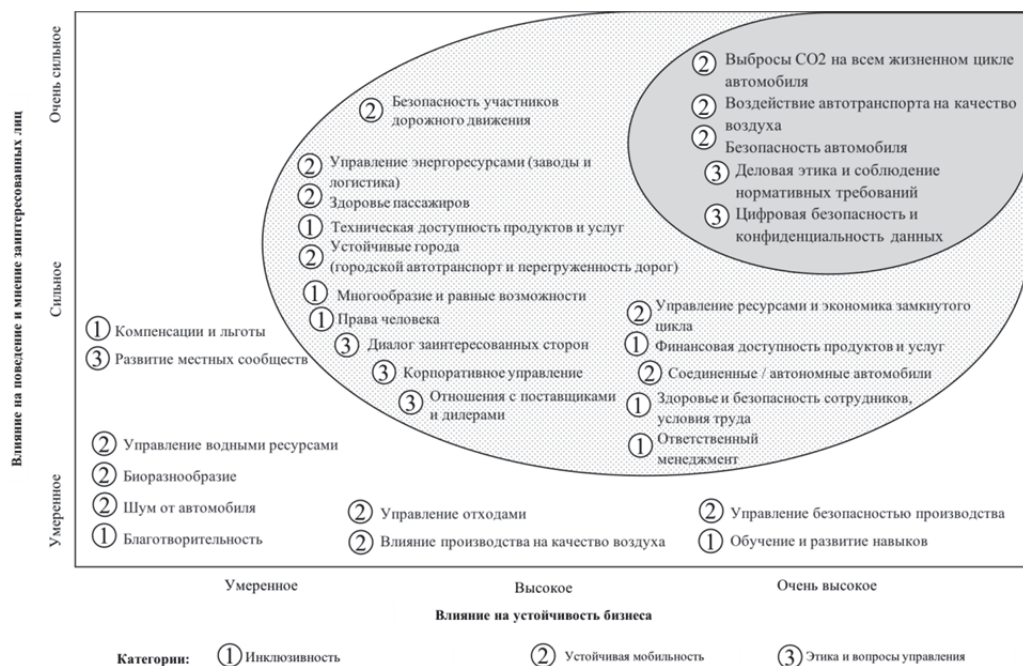 Влияние на поведение и мнение заинтересованных лиц
Очень сильное
Сильное
Умеренное
② Выбросы CO2 на всем жизненном цикле
автомобиля
② Воздействие автотранспорта на качество
воздуха
② Безопасность автомобиля
③ Деловая этика и соблюдение
нормативных требований
③ Цифровая безопасность и
конфиденциальность данных
② Безопасность участников
дорожного движения
② Управление энергоресурсами (заводы и
логистика)
② Здоровье пассажиров
① Техническая доступность продуктов и услуг
② Устойчивые города
(городской автотранспорт и перегруженность дорог)
① Многообразие и равные возможности
① Права человека
③ Диалог заинтересованных сторон
③ Корпоративное управление
③ Отношения с поставщиками
и дилерами
② Управление ресурсами и экономика замкнутого
цикла
① Финансовая доступность продуктов и услуг
② Соединенные / автономные автомобили
① Здоровье и безопасность сотрудников,
условия труда
① Ответственный
менеджмент
① Компенсации и льготы
③ Развитие местных сообществ
② Управление водными ресурсами
② Биоразнообразие
② Шум от автомобиля
① Благотворительность
② Управление отходами
② Влияние производства на качество воздуха
② Управление безопасностью производства
① Обучение и развитие навыков
Умеренное
Высокое
Очень высокое
Влияние на устойчивость бизнеса
Категории: ① Инклюзивность ② Устойчивая мобильность ③ Этика и вопросы управления